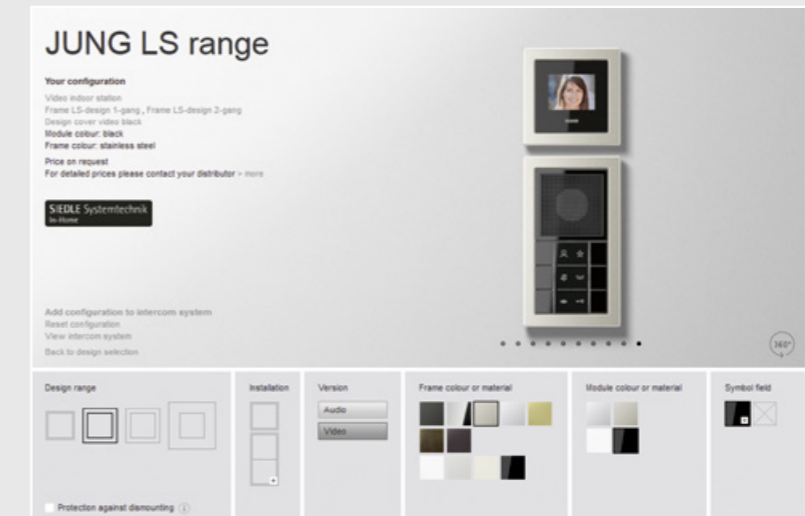 JUNG LS range
Your configuration
Video indoor station
Frame LS-design 1-gang , Frame LS-design 2-gang
Design cover video black
Module colour: black
Frame colour: stainless steel
Price on request
For detailed prices please contact your distributor > more
SIEDLE Systemtechnik
In-Home
Add configuration to intercom system
Reset configuration
View intercom system
Back to design selection
360°
Design range
Installation
Version
Frame colour or material
Module colour or material
Symbol field
Audio
Video
Protection against dismounting